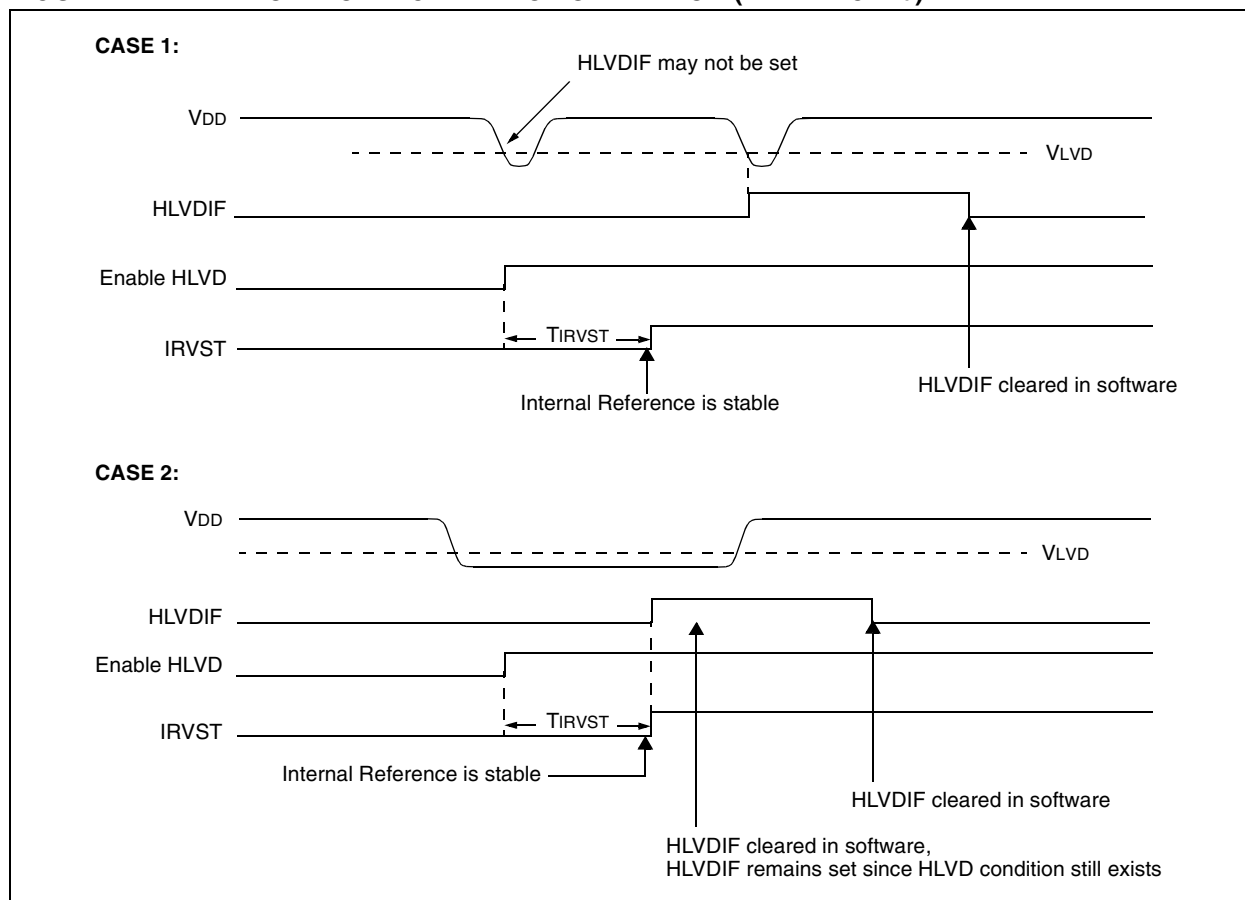 CASE 1:
HLVDIF may not be set
VDD
VLVD
HLVDIF
Enable HLVD
TIRVST
IRVST
HLVDIF cleared in software
Internal Reference is stable
CASE 2:
VDD
VLVD
HLVDIF
Enable HLVD
TIRVST
IRVST
Internal Reference is stable
HLVDIF cleared in software
HLVDIF cleared in software,
HLVDIF remains set since HLVD condition still exists